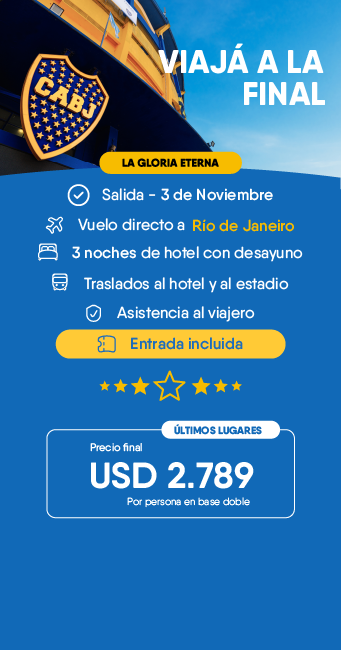 CABJ
VIAJÁ A LA
FINAL
LA GLORIA ETERNA
Salida - 3 de Noviembre
Vuelo directo a Río de Janeiro
3 noches de hotel con desayuno
Traslados al hotel y al estadio
Asistencia al viajero
Entrada incluida
ÚLTIMOS LUGARES
Precio final
USD 2.789
Por persona en base doble